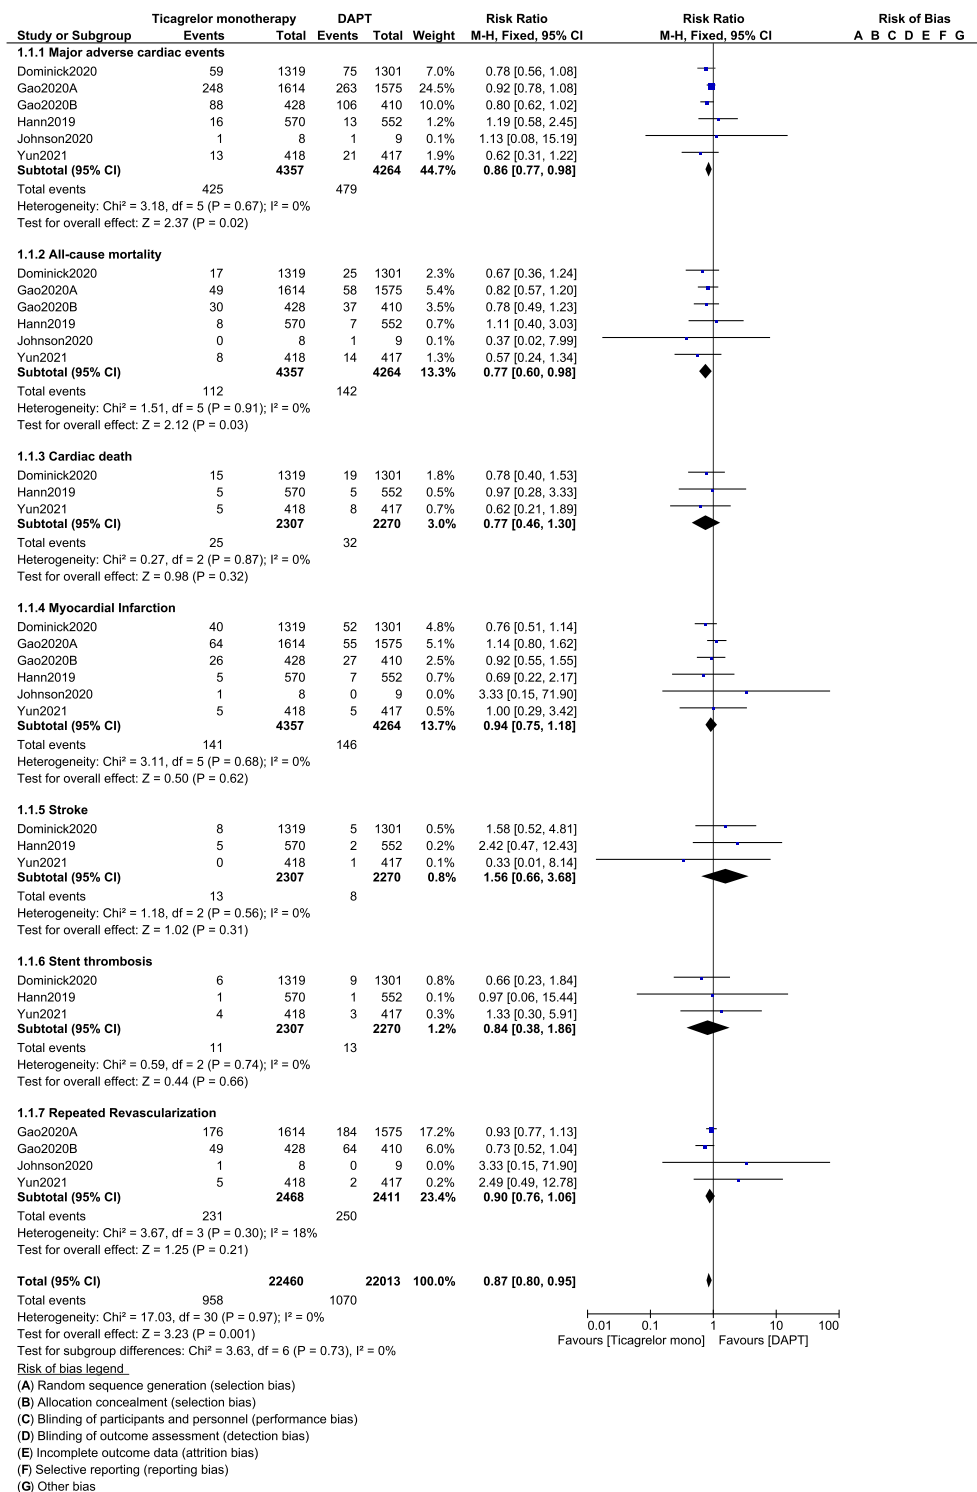 Ticagrelor monotherapy DAPT Risk Ratio Risk Ratio Risk of Bias
Study or Subgroup Events Total Events Total Weight M-H, Fixed, 95% CI M-H, Fixed, 95% CI A B C D E F G
1.1.1 Major adverse cardiac events
Dominick2020 59 1319 75 1301 7.0% 0.78 [0.56, 1.08]
Gao2020A 248 1614 263 1575 24.5% 0.92 [0.78, 1.08]
Gao2020B 88 428 106 410 10.0% 0.80 [0.62, 1.02]
Hann2019 16 570 13 552 1.2% 1.19 [0.58, 2.45]
Johnson2020 1 8 1 9 0.1% 1.13 [0.08, 15.19]
Yun2021 13 418 21 417 1.9% 0.62 [0.31, 1.22]
Subtotal (95% CI) 4357 4264 44.7% 0.86 [0.77, 0.98]
Total events 425 479
Heterogeneity: Chi² = 3.18, df = 5 (P = 0.67); I² = 0%
Test for overall effect: Z = 2.37 (P = 0.02)
1.1.2 All-cause mortality
Dominick2020 17 1319 25 1301 2.3% 0.67 [0.36, 1.24]
Gao2020A 49 1614 58 1575 5.4% 0.82 [0.57, 1.20]
Gao2020B 30 428 37 410 3.5% 0.78 [0.49, 1.23]
Hann2019 8 570 7 552 0.7% 1.11 [0.40, 3.03]
Johnson2020 0 8 1 9 0.1% 0.37 [0.02, 7.99]
Yun2021 8 418 14 417 1.3% 0.57 [0.24, 1.34]
Subtotal (95% CI) 4357 4264 13.3% 0.77 [0.60, 0.98]
Total events 112 142
Heterogeneity: Chi² = 1.51, df = 5 (P = 0.91); I² = 0%
Test for overall effect: Z = 2.12 (P = 0.03)
1.1.3 Cardiac death
Dominick2020 15 1319 19 1301 1.8% 0.78 [0.40, 1.53]
Hann2019 5 570 5 552 0.5% 0.97 [0.28, 3.33]
Yun2021 5 418 8 417 0.7% 0.62 [0.21, 1.89]
Subtotal (95% CI) 2307 2270 3.0% 0.77 [0.46, 1.30]
Total events 25 32
Heterogeneity: Chi² = 0.27, df = 2 (P = 0.87); I² = 0%
Test for overall effect: Z = 0.98 (P = 0.32)
1.1.4 Myocardial Infarction
Dominick2020 40 1319 52 1301 4.8% 0.76 [0.51, 1.14]
Gao2020A 64 1614 55 1575 5.1% 1.14 [0.80, 1.62]
Gao2020B 26 428 27 410 2.5% 0.92 [0.55, 1.55]
Hann2019 5 570 7 552 0.7% 0.69 [0.22, 2.17]
Johnson2020 1 8 0 9 0.0% 3.33 [0.15, 71.90]
Yun2021 5 418 5 417 0.5% 1.00 [0.29, 3.42]
Subtotal (95% CI) 4357 4264 13.7% 0.94 [0.75, 1.18]
Total events 141 146
Heterogeneity: Chi² = 3.11, df = 5 (P = 0.68); I² = 0%
Test for overall effect: Z = 0.50 (P = 0.62)
1.1.5 Stroke
Dominick2020 8 1319 5 1301 0.5% 1.58 [0.52, 4.81]
Hann2019 5 570 2 552 0.2% 2.42 [0.47, 12.43]
Yun2021 0 418 1 417 0.1% 0.33 [0.01, 8.14]
Subtotal (95% CI) 2307 2270 0.8% 1.56 [0.66, 3.68]
Total events 13 8
Heterogeneity: Chi² = 1.18, df = 2 (P = 0.56); I² = 0%
Test for overall effect: Z = 1.02 (P = 0.31)
1.1.6 Stent thrombosis
Dominick2020 6 1319 9 1301 0.8% 0.66 [0.23, 1.84]
Hann2019 1 570 1 552 0.1% 0.97 [0.06, 15.44]
Yun2021 4 418 3 417 0.3% 1.33 [0.30, 5.91]
Subtotal (95% CI) 2307 2270 1.2% 0.84 [0.38, 1.86]
Total events 11 13
Heterogeneity: Chi² = 0.59, df = 2 (P = 0.74); I² = 0%
Test for overall effect: Z = 0.44 (P = 0.66)
1.1.7 Repeated Revascularization
Gao2020A 176 1614 184 1575 17.2% 0.93 [0.77, 1.13]
Gao2020B 49 428 64 410 6.0% 0.73 [0.52, 1.04]
Johnson2020 1 8 0 9 0.0% 3.33 [0.15, 71.90]
Yun2021 5 418 2 417 0.2% 2.49 [0.49, 12.78]
Subtotal (95% CI) 2468 2411 23.4% 0.90 [0.76, 1.06]
Total events 231 250
Heterogeneity: Chi² = 3.67, df = 3 (P = 0.30); I² = 18%
Test for overall effect: Z = 1.25 (P = 0.21)
Total (95% CI) 22460 22013 100.0% 0.87 [0.80, 0.95]
Total events 958 1070
Heterogeneity: Chi² = 17.03, df = 30 (P = 0.97); I² = 0%
0.01 0.1 1 10 100
Test for overall effect: Z = 3.23 (P = 0.001)
Favours [Ticagrelor mono] Favours [DAPT]
Test for subgroup differences: Chi² = 3.63, df = 6 (P = 0.73), I² = 0%
Risk of bias legend
(A) Random sequence generation (selection bias)
(B) Allocation concealment (selection bias)
(C) Blinding of participants and personnel (performance bias)
(D) Blinding of outcome assessment (detection bias)
(E) Incomplete outcome data (attrition bias)
(F) Selective reporting (reporting bias)
(G) Other bias